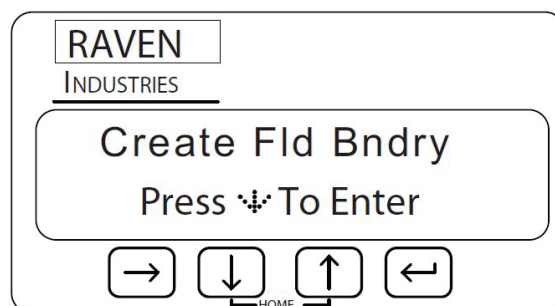 RAVEN
INDUSTRIES
Create Fld Bndry
Press ↓ To Enter
HOME